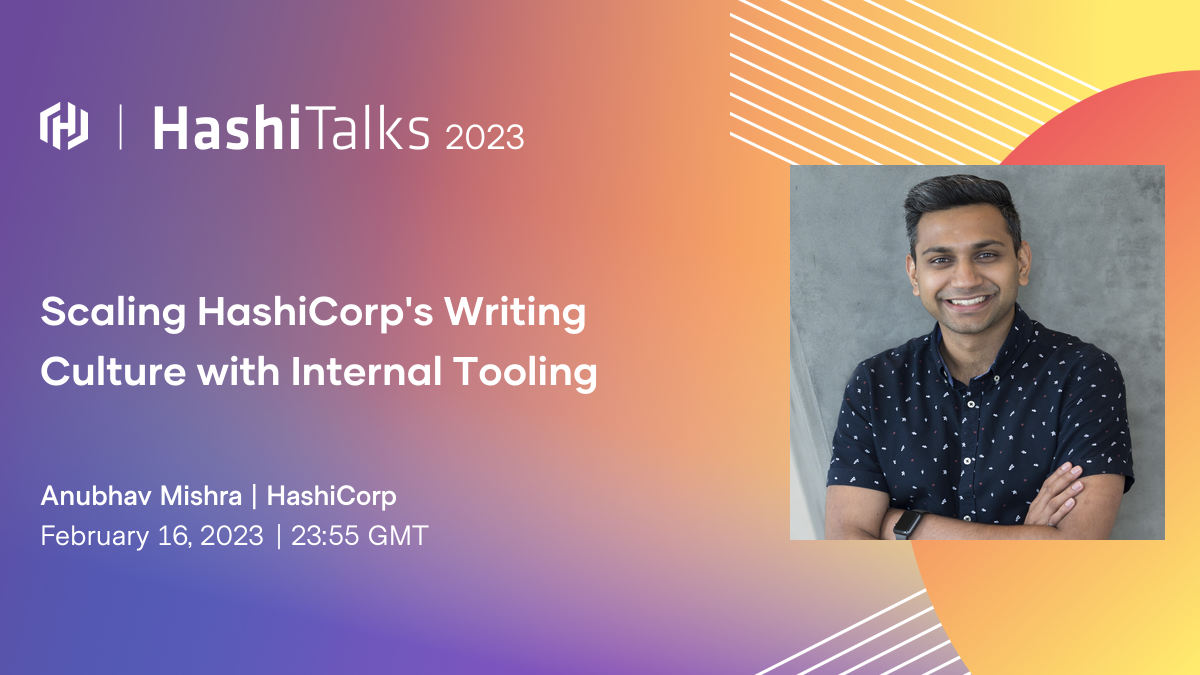 HashiTalks 2023
Scaling HashiCorp's Writing
Culture with Internal Tooling
Anubhav Mishra | HashiCorp
February 16, 2023 | 23:55 GMT